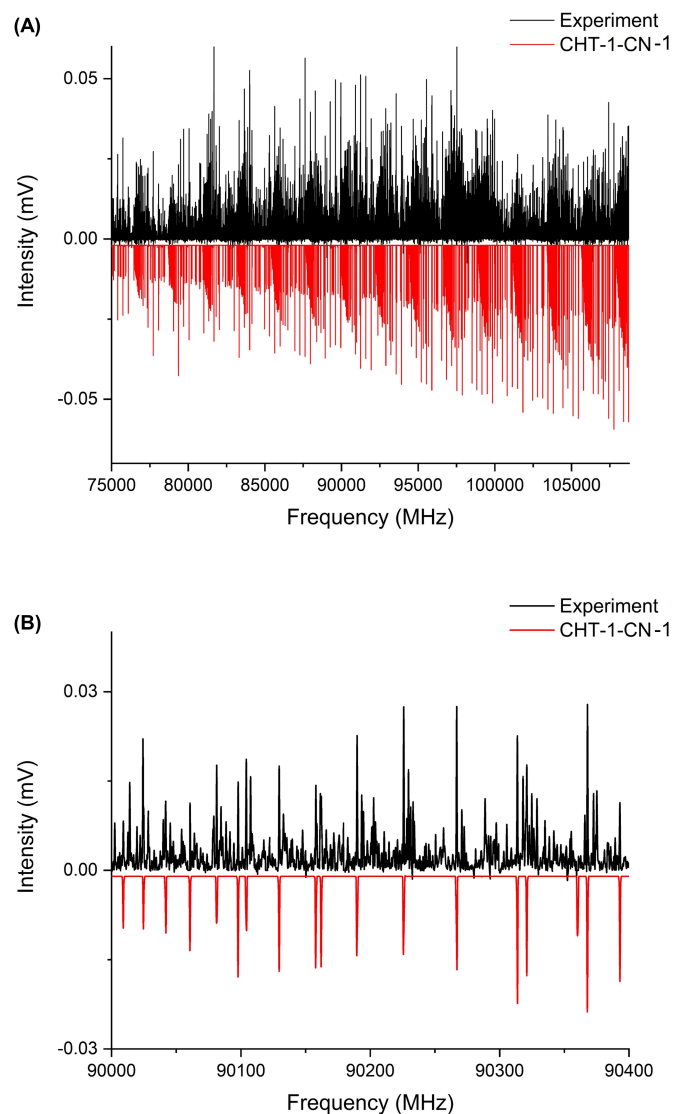 (A)
Experiment
CHT-1-CN-1
0.05
0.00
-0.05
Intensity (mV)
75000 80000 85000 90000 95000 100000 105000
Frequency (MHz)
(B)
Experiment
CHT-1-CN-1
0.03
0.00
-0.03
Intensity (mV)
90000 90100 90200 90300 90400
Frequency (MHz)